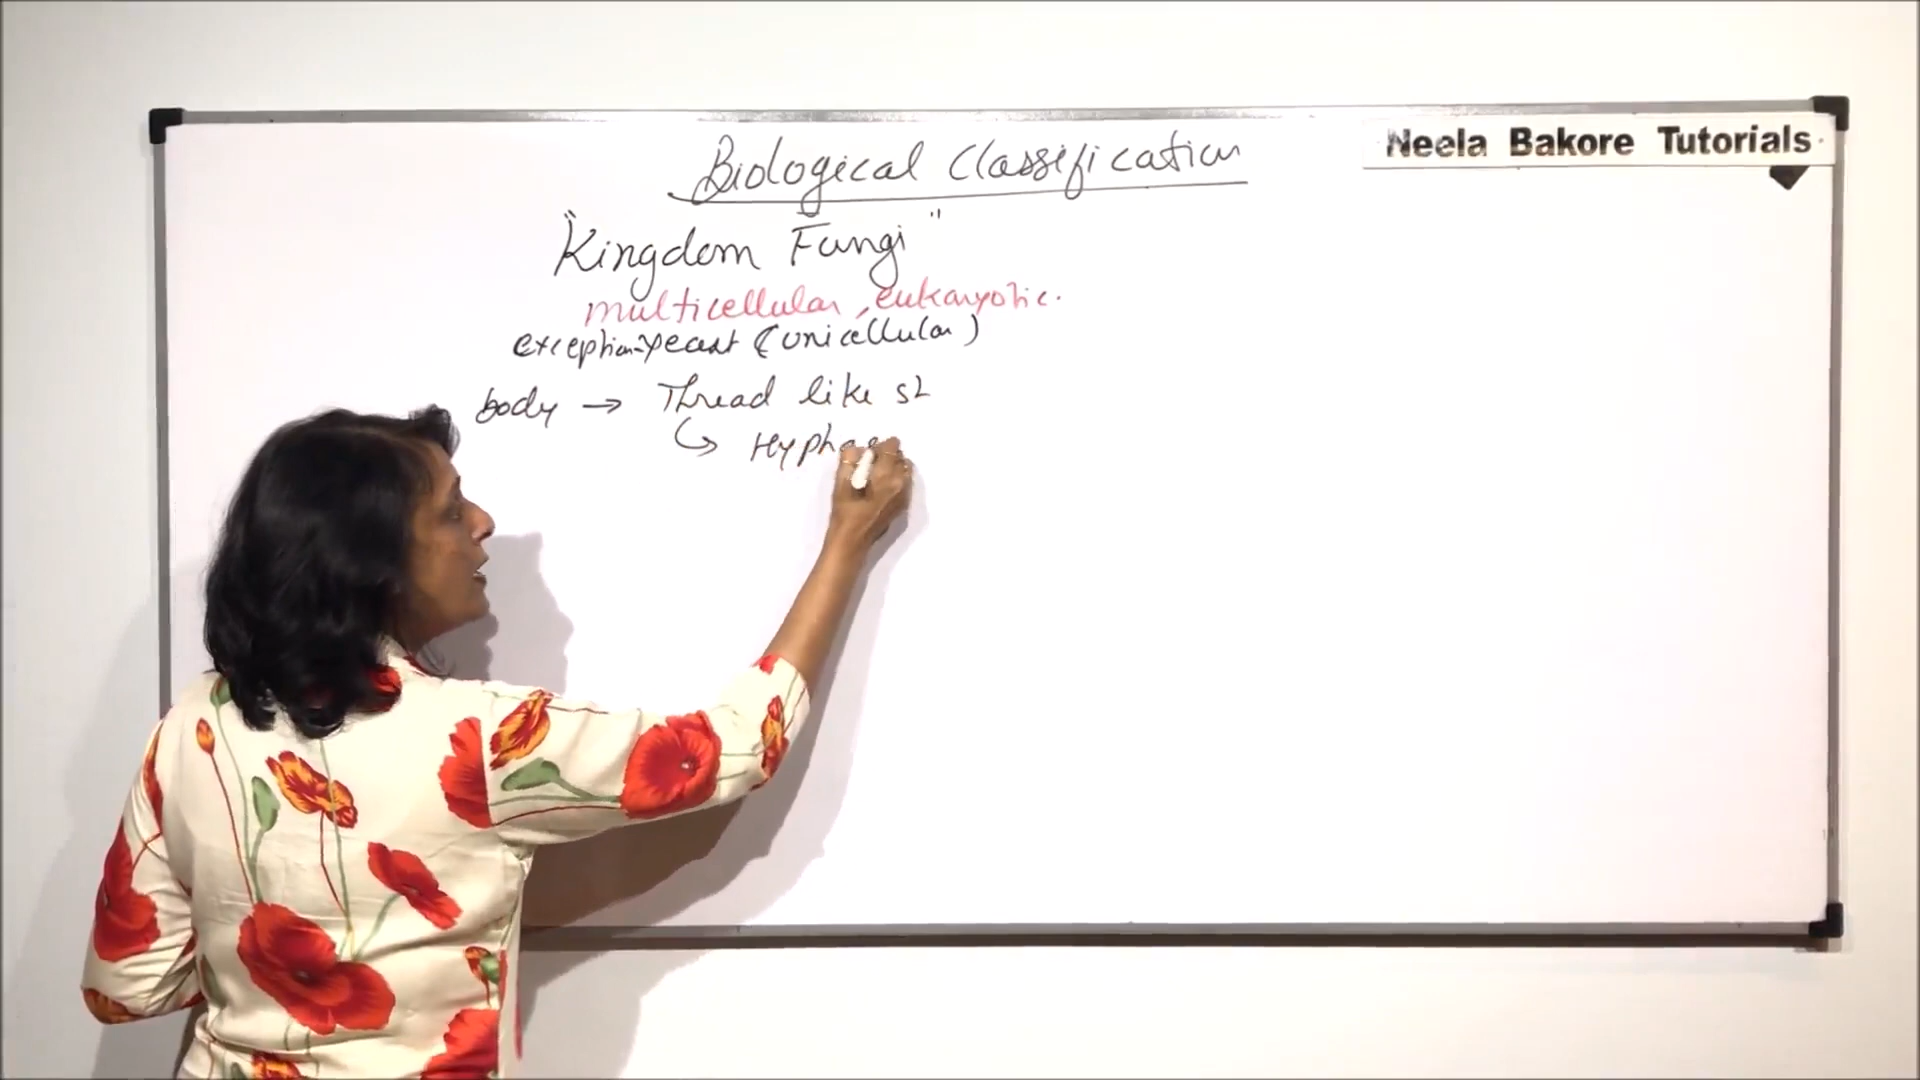 Neela Bakore Tutorials
Biological Classification
"Kingdom Fungi"
multicellular, eukaryotic.
exception-yeast (unicellular)
body → Thread like st
↳ Hyphae